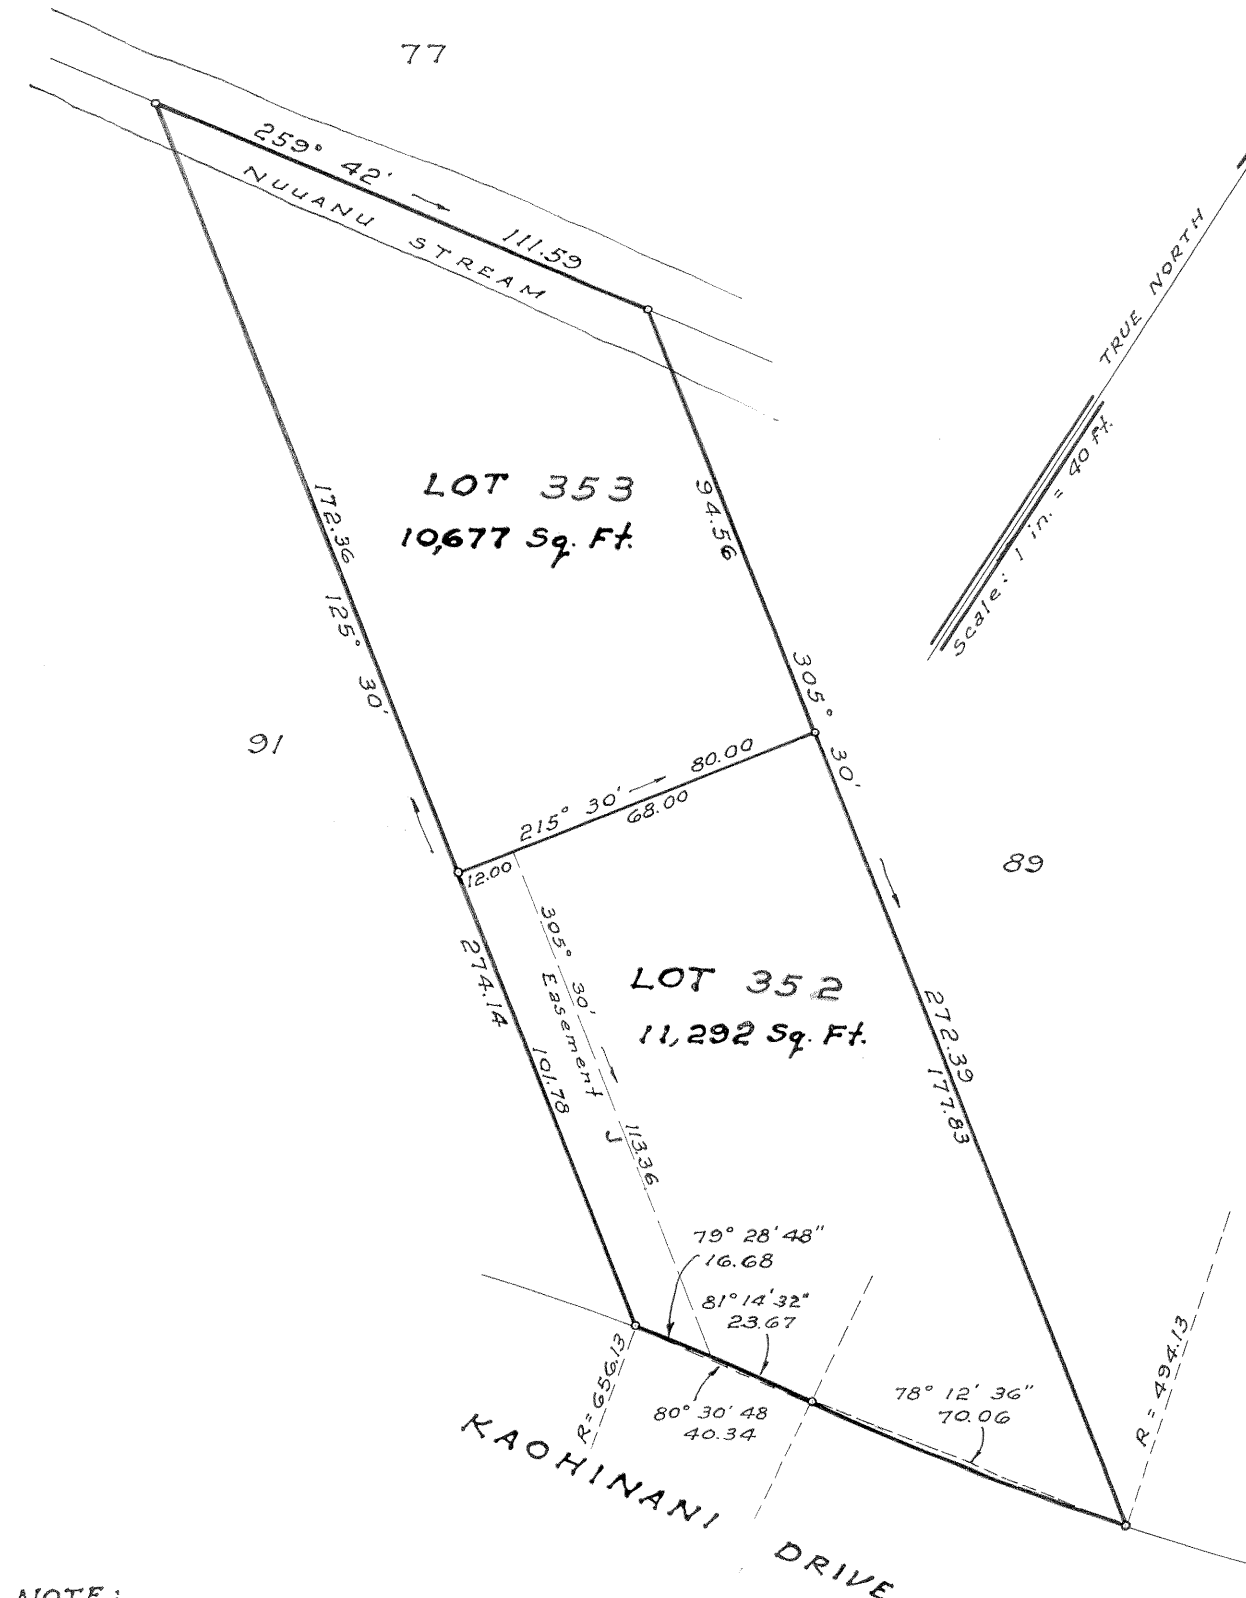 77
259° 42' 111.59
NUUANU STREAM
TRUE NORTH
Scale: 1 in. = 40 ft.
LOT 353
10,677 Sq. Ft.
172.36
125° 30'
94.56
305° 30'
91
215° 30' 80.00
68.00
12.00
89
274.14
101.78
305° 30'
Easement J
113.36
LOT 352
11,292 Sq. Ft.
272.39
177.83
79° 28' 48"
16.68
81° 14' 32"
23.67
R = 656.13
80° 30' 48
40.34
78° 12' 36"
70.06
R = 494.13
KAOHINANI DRIVE
NOTE: